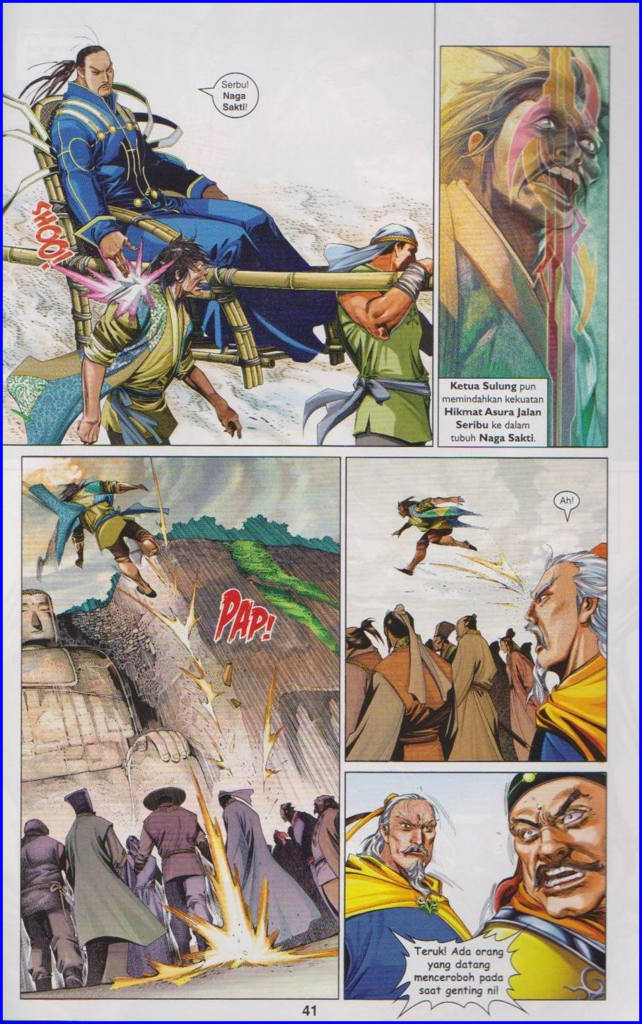 Serbu!
Naga
Sakti!
SHOO!
Ketua Sulung pun
memindahkan kekuatan
Hikmat Asura Jalan
Seribu ke dalam
tubuh Naga Sakti.
PAP!
Ah!
Teruk! Ada orang
yang datang
menceroboh pada
saat genting ni!
41